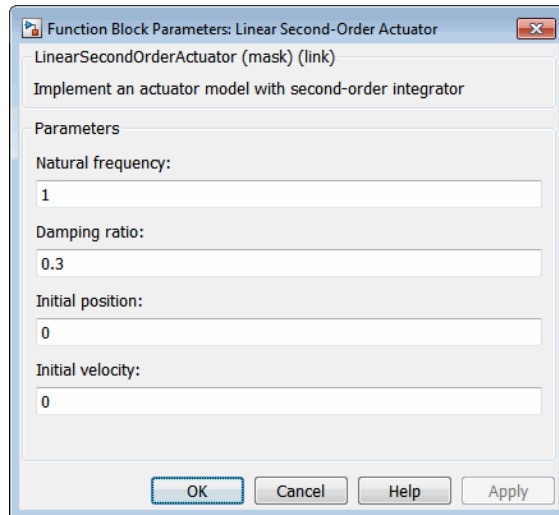 Function Block Parameters: Linear Second-Order Actuator
LinearSecondOrderActuator (mask) (link)
Implement an actuator model with second-order integrator
Parameters
Natural frequency:
1
Damping ratio:
0.3
Initial position:
0
Initial velocity:
0
OK Cancel Help Apply